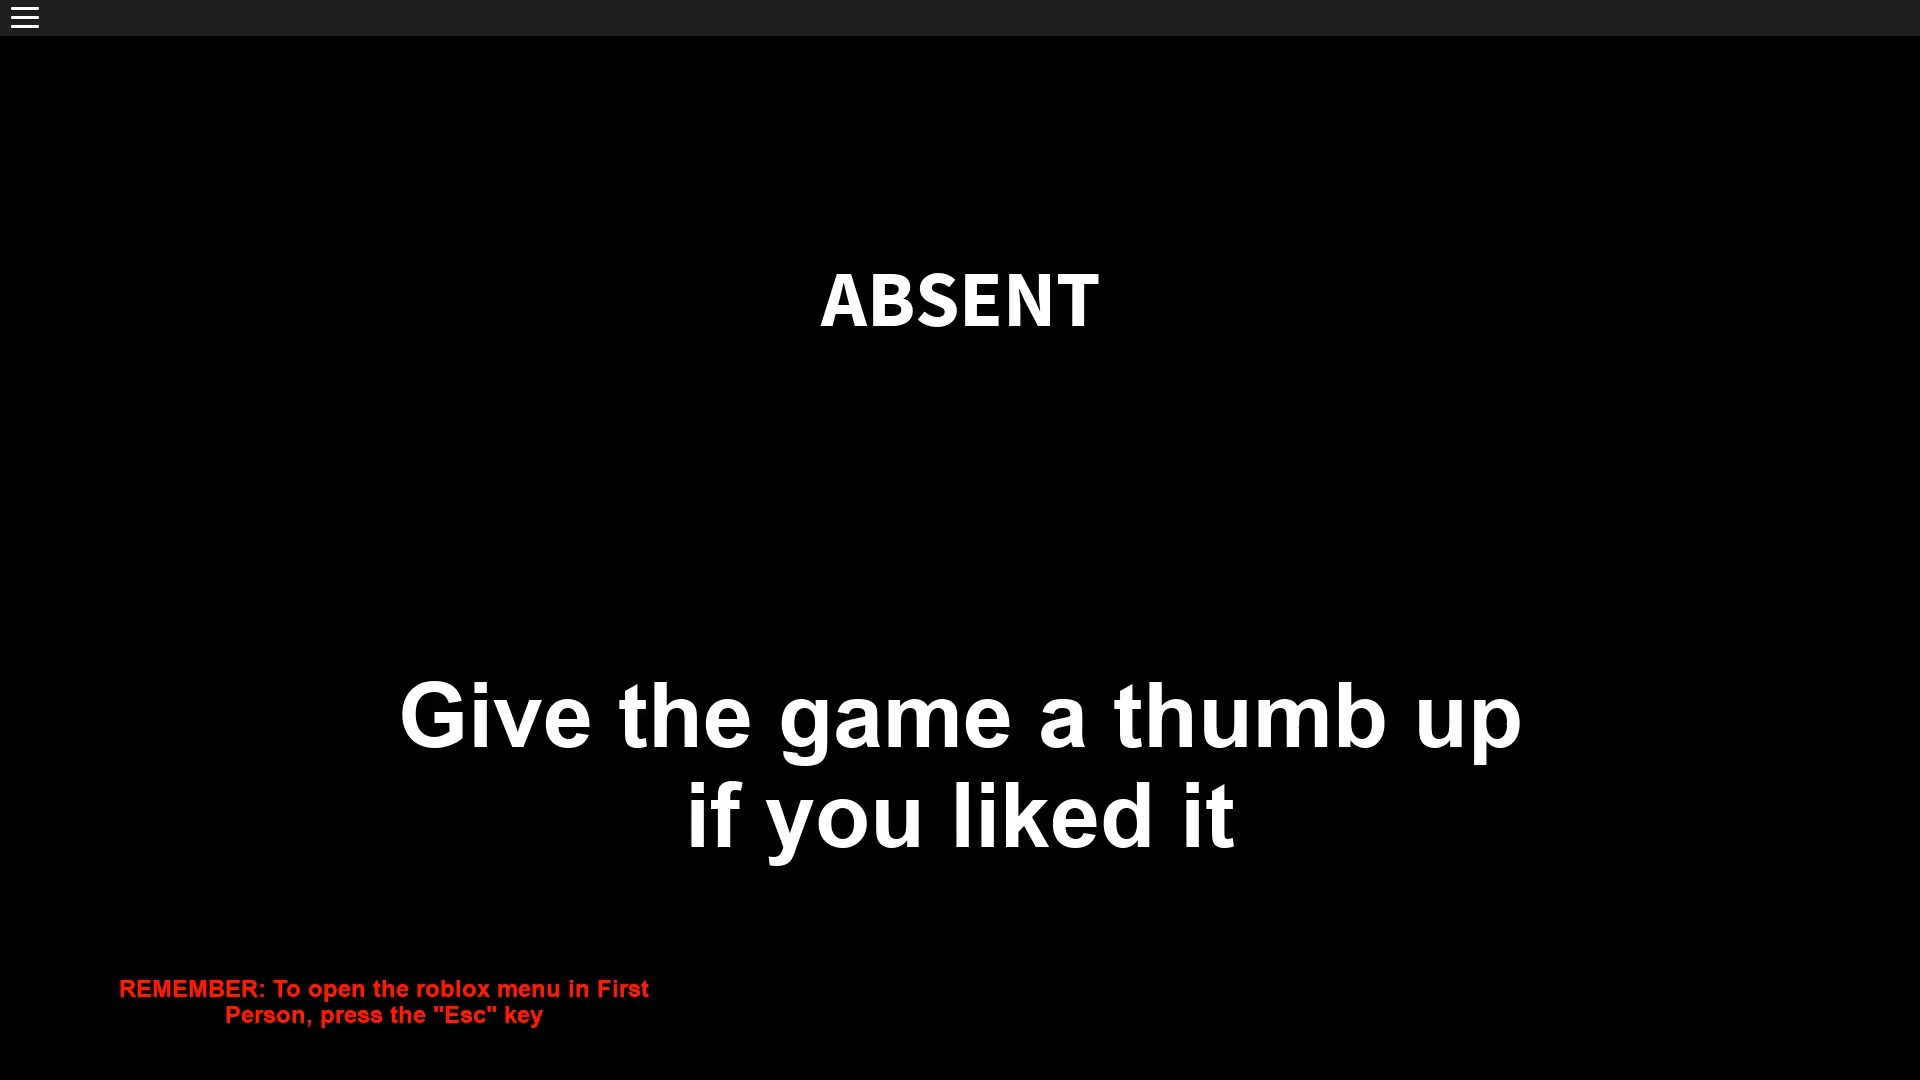 ABSENT
Give the game a thumb up
if you liked it
REMEMBER: To open the roblox menu in First
Person, press the "Esc" key